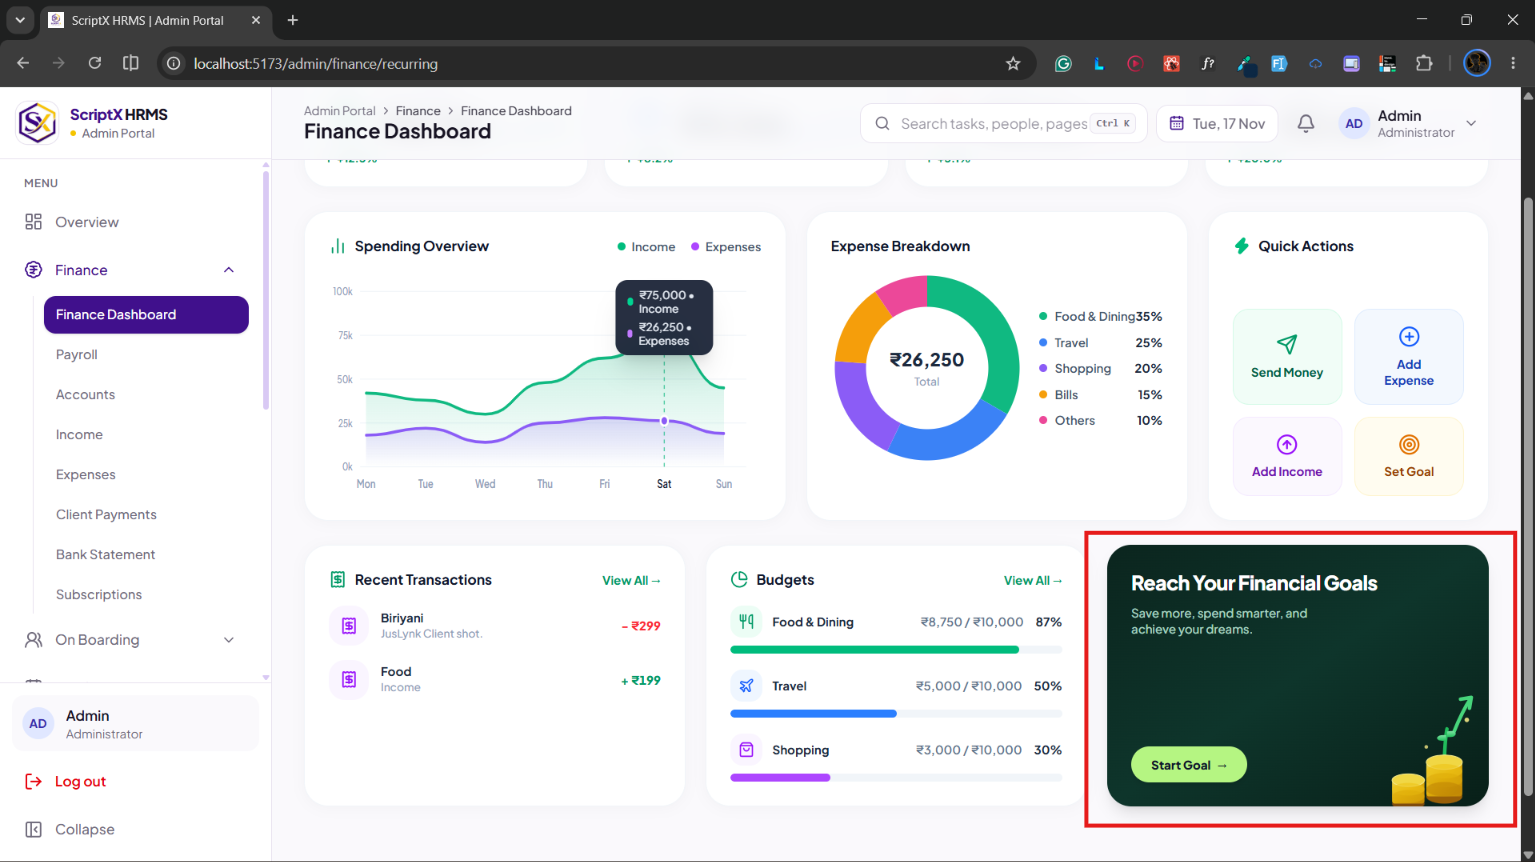 ScriptX HRMS | Admin Portal
localhost:5173/admin/finance/recurring
ScriptX HRMS
Admin Portal
MENU
Overview
Finance
Finance Dashboard
Payroll
Accounts
Income
Expenses
Client Payments
Bank Statement
Subscriptions
On Boarding
AD
Admin
Administrator
Log out
Collapse
Admin Portal > Finance > Finance Dashboard
Finance Dashboard
Search tasks, people, pages Ctrl K
Tue, 17 Nov
AD
Admin
Administrator
Spending Overview
Income Expenses
100k
75k
50k
25k
0k
Mon Tue Wed Thu Fri Sat Sun
₹75,000 •
Income
₹26,250 •
Expenses
Expense Breakdown
₹26,250
Total
Food & Dining 35%
Travel 25%
Shopping 20%
Bills 15%
Others 10%
Quick Actions
Send Money
Add
Expense
Add Income
Set Goal
Recent Transactions
View All →
Biriyani
JusLynk Client shot.
- ₹299
Food
Income
+ ₹199
Budgets
View All →
Food & Dining ₹8,750 / ₹10,000 87%
Travel ₹5,000 / ₹10,000 50%
Shopping ₹3,000 / ₹10,000 30%
Reach Your Financial Goals
Save more, spend smarter, and
achieve your dreams.
Start Goal →